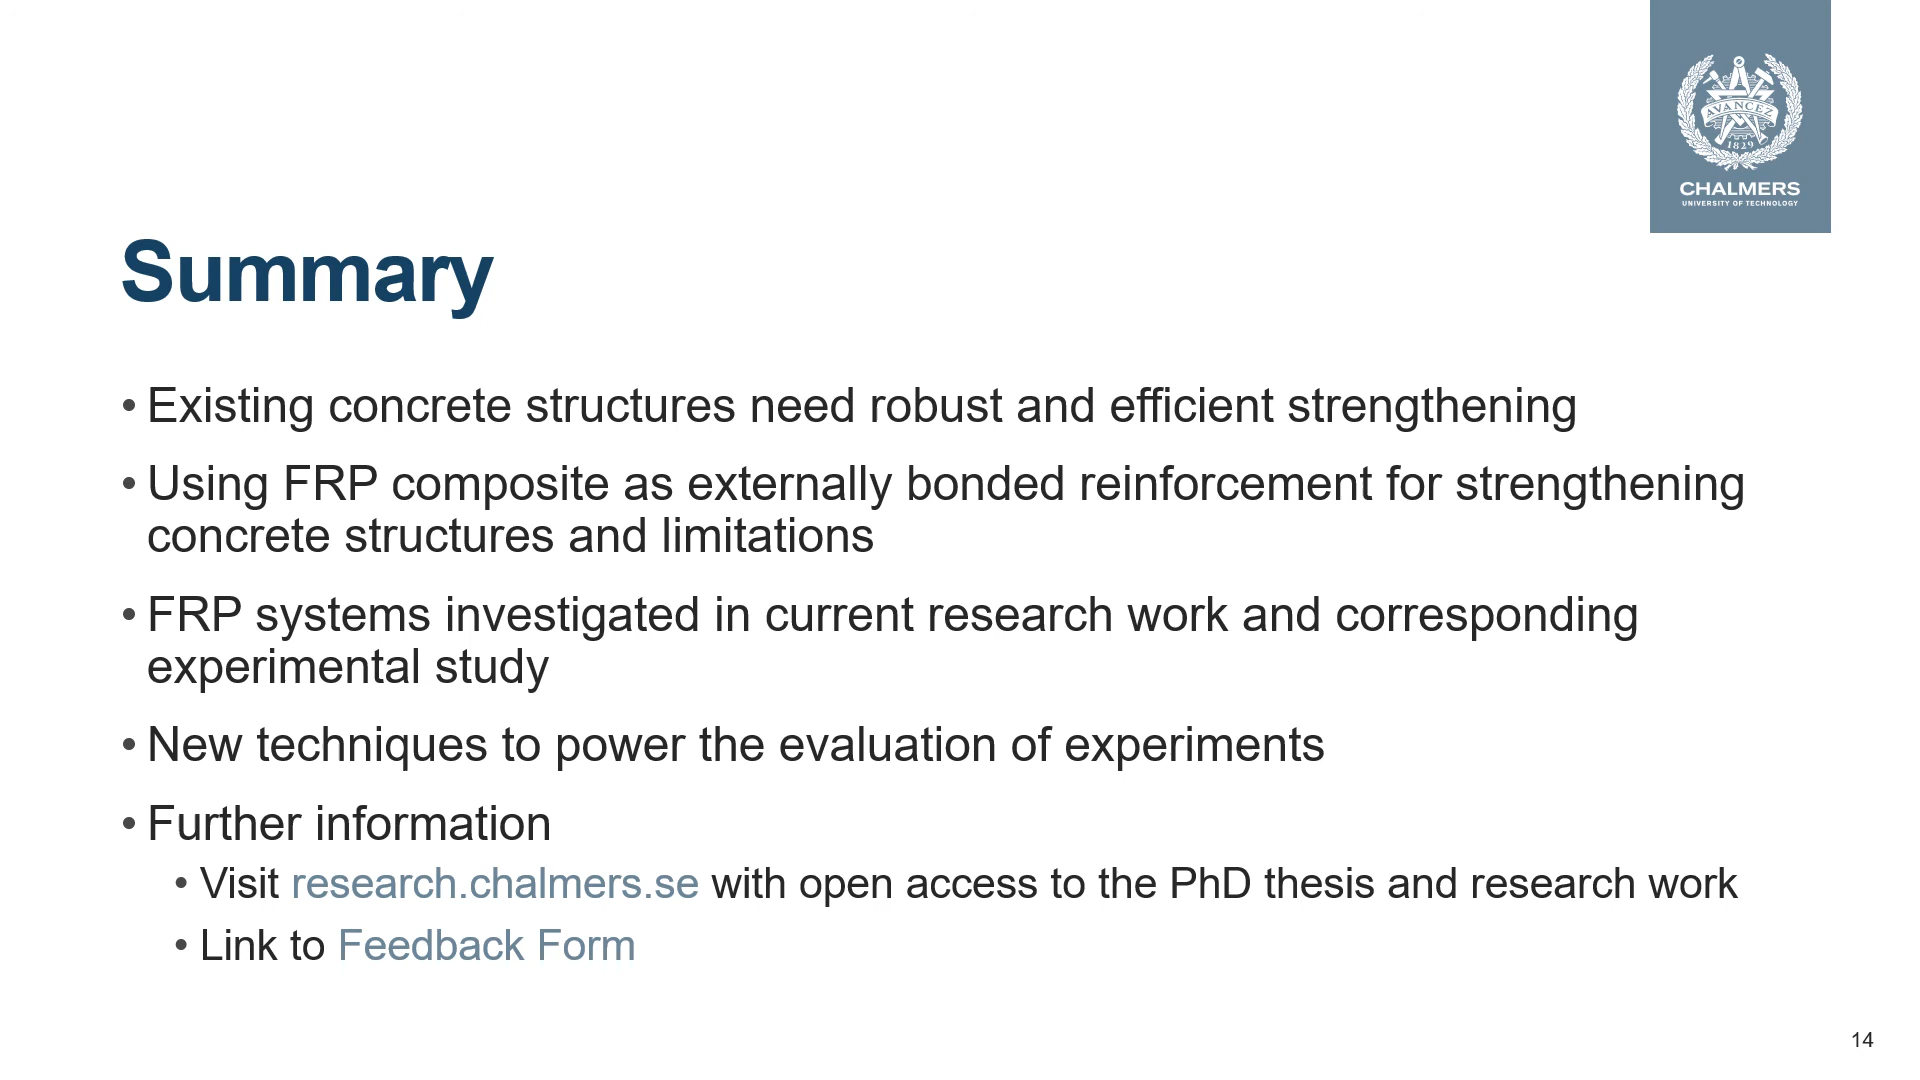 AVANCEZ
1829
CHALMERS
UNIVERSITY OF TECHNOLOGY
Summary
• Existing concrete structures need robust and efficient strengthening
• Using FRP composite as externally bonded reinforcement for strengthening
concrete structures and limitations
• FRP systems investigated in current research work and corresponding
experimental study
• New techniques to power the evaluation of experiments
• Further information
• Visit research.chalmers.se with open access to the PhD thesis and research work
• Link to Feedback Form
14